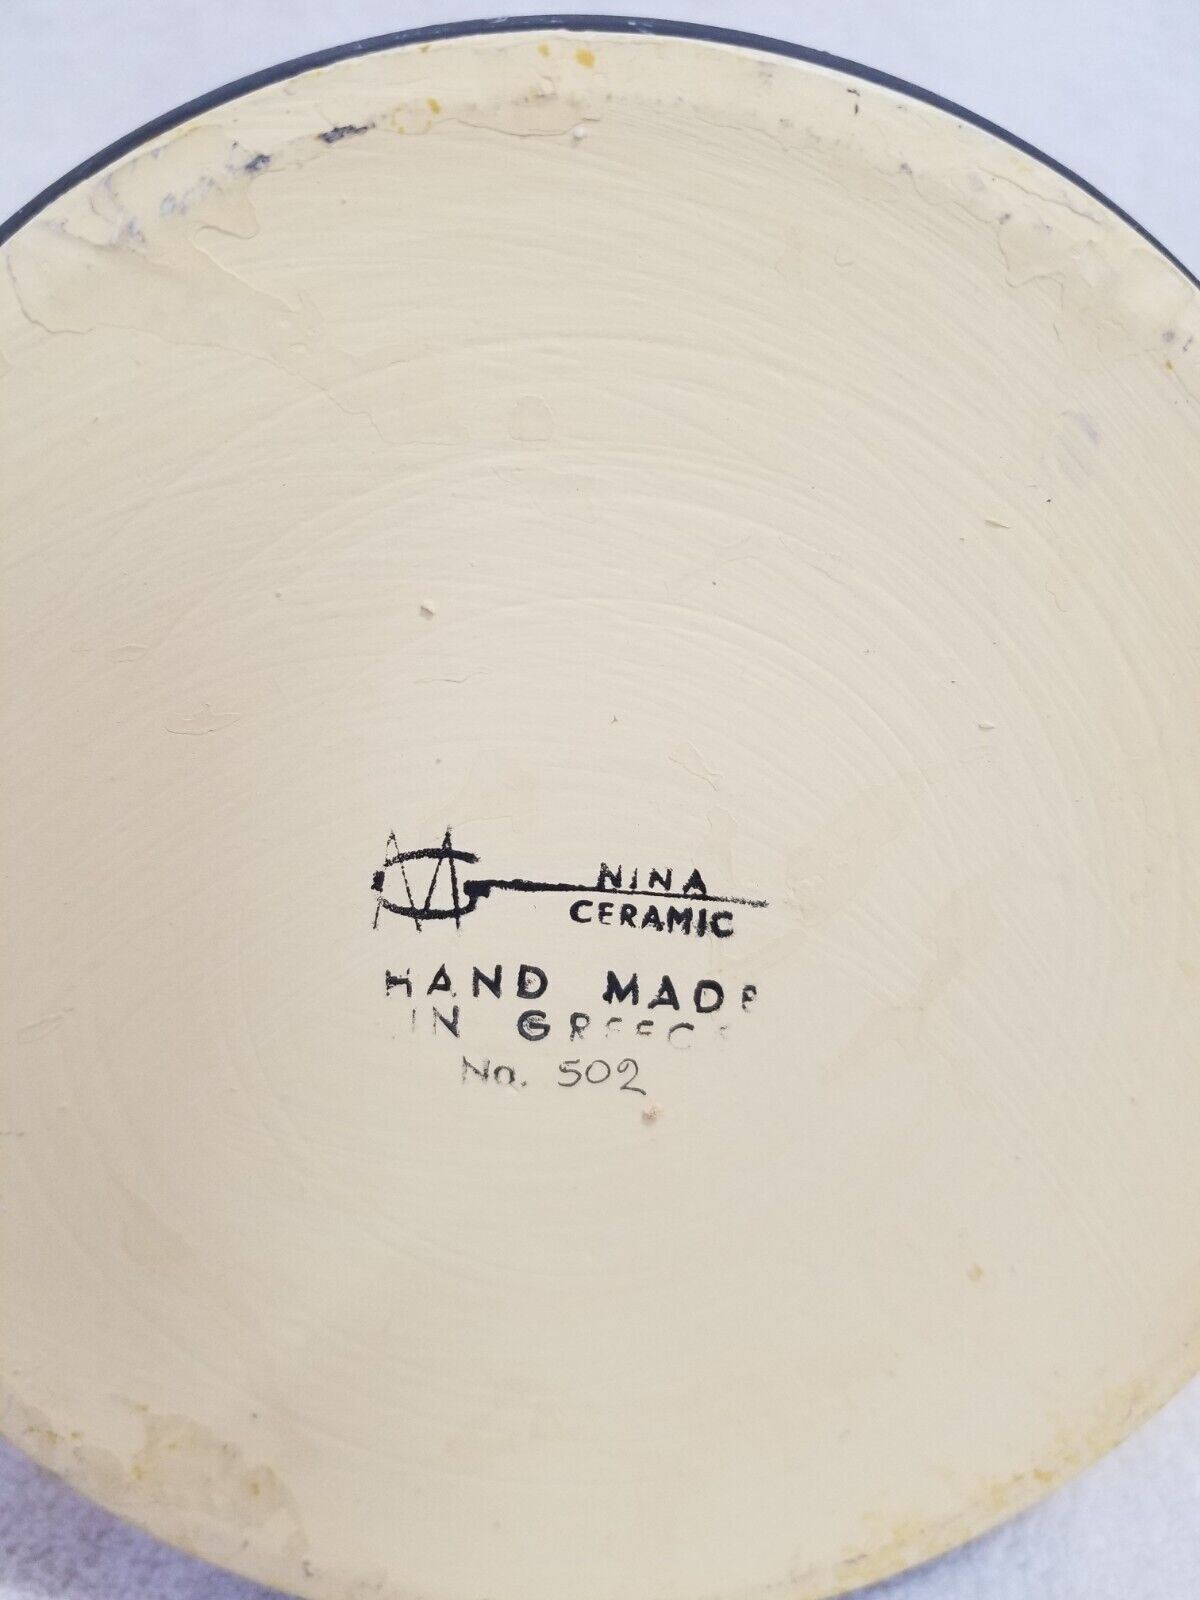 NINA
CERAMIC
HAND MADE
IN GREECE
No. 502